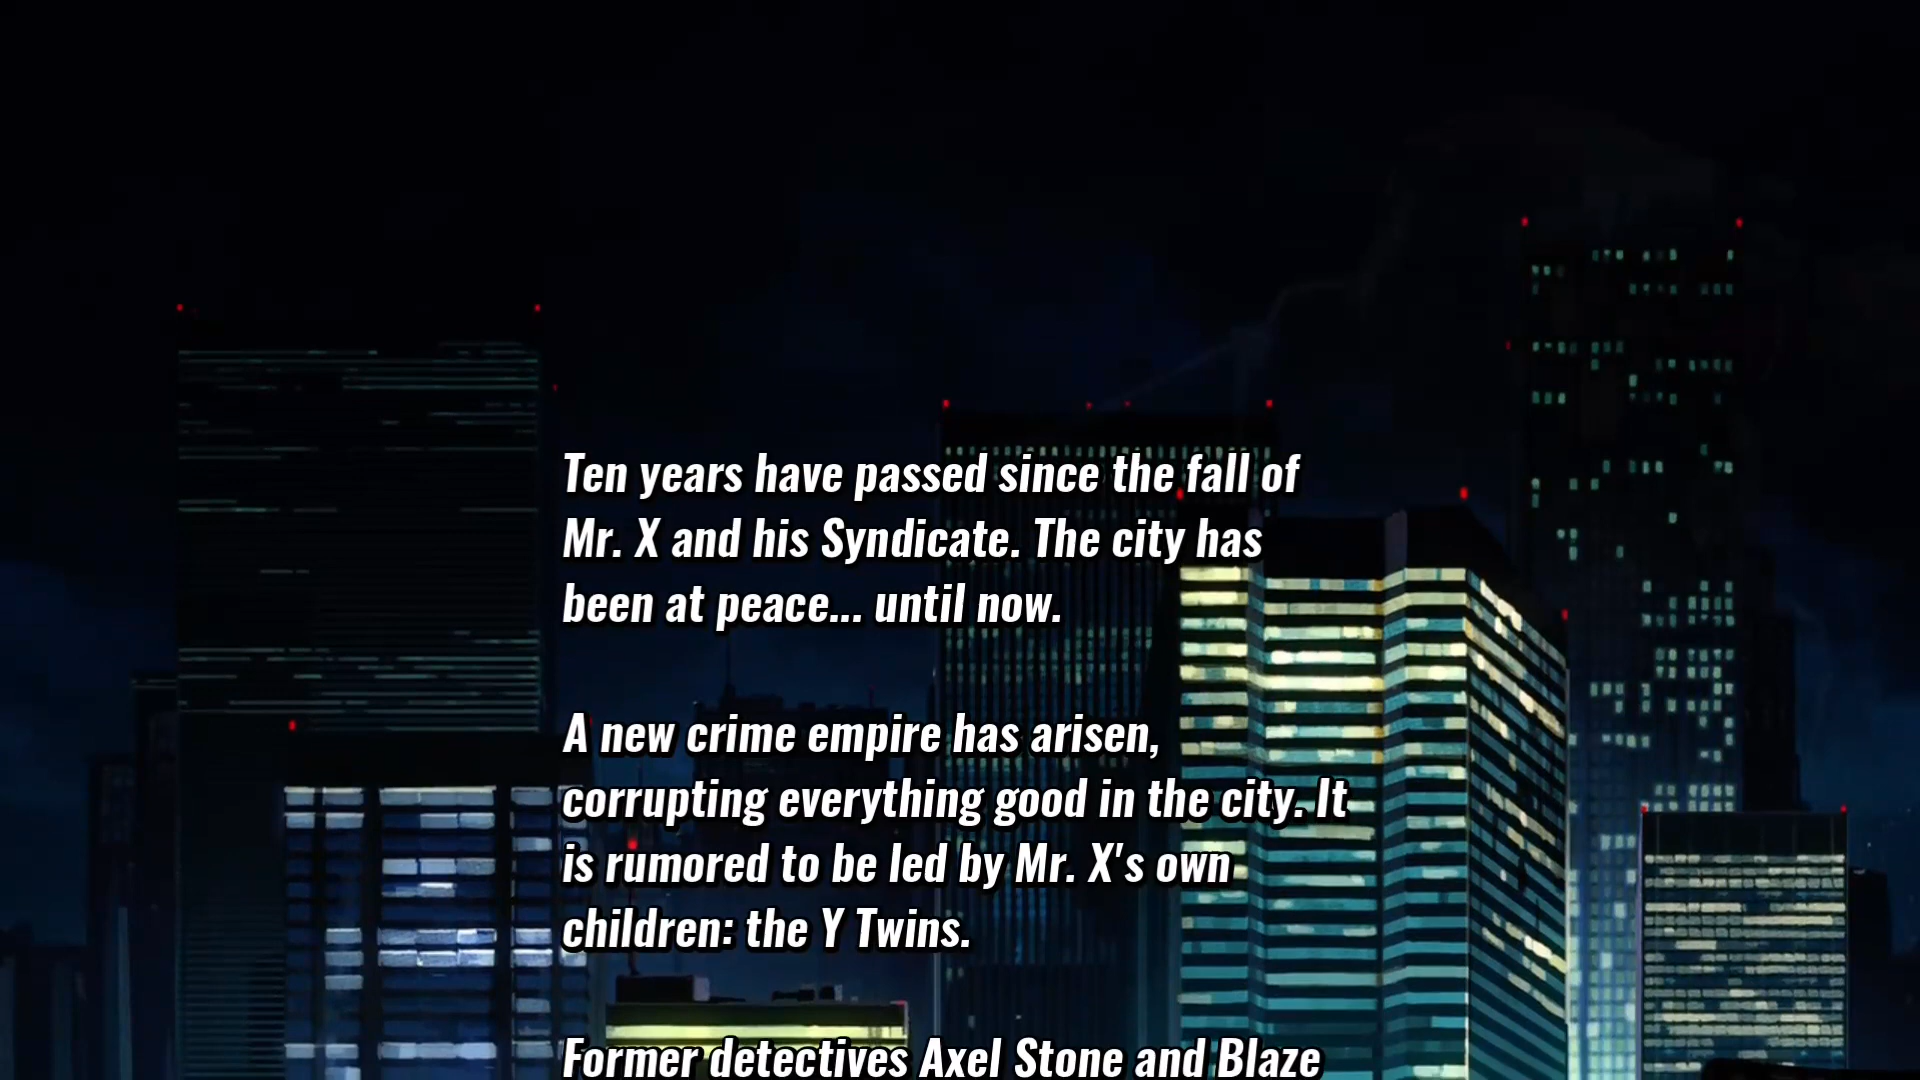 Ten years have passed since the fall of
Mr. X and his Syndicate. The city has
been at peace... until now.
A new crime empire has arisen,
corrupting everything good in the city. It
is rumored to be led by Mr. X's own
children: the Y Twins.
Former detectives Axel Stone and Blaze